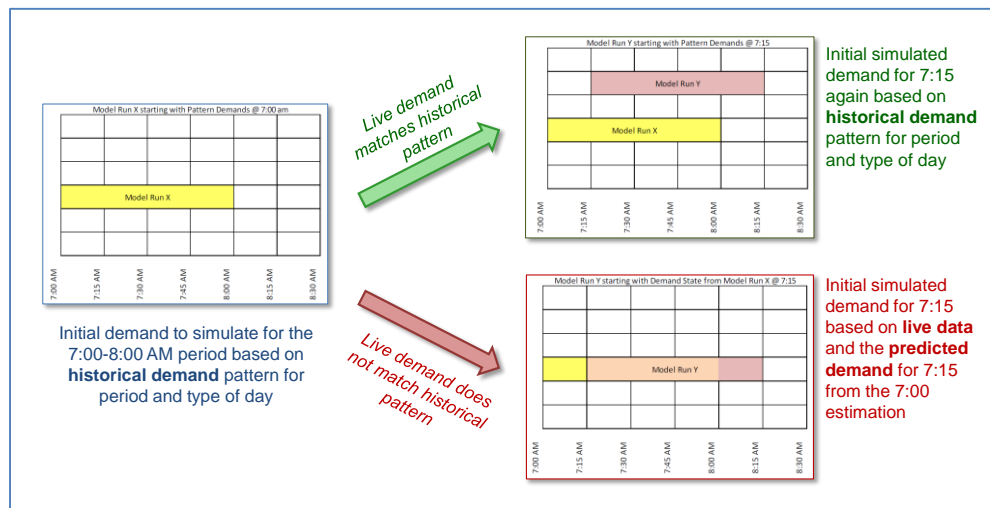 Model Run X starting with Pattern Demands @ 7:00 am
Model Run X
7:00 AM
7:15 AM
7:30 AM
7:45 AM
8:00 AM
8:15 AM
8:30 AM
Initial demand to simulate for the
7:00-8:00 AM period based on
historical demand pattern for
period and type of day
Live demand
matches historical
pattern
Model Run Y starting with Pattern Demands @ 7:15
Model Run Y
Model Run X
7:00 AM
7:15 AM
7:30 AM
7:45 AM
8:00 AM
8:15 AM
8:30 AM
Initial simulated
demand for 7:15
again based on
historical demand
pattern for period
and type of day
Live demand does
not match historical
pattern
Model Run Y starting with Demand State from Model Run X @ 7:15
Model Run Y
7:00 AM
7:15 AM
7:30 AM
7:45 AM
8:00 AM
8:15 AM
8:30 AM
Initial simulated
demand for 7:15
based on live data
and the predicted
demand for 7:15
from the 7:00
estimation